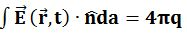 ∫ E⃗ (r⃗, t) · n̂da = 4πq